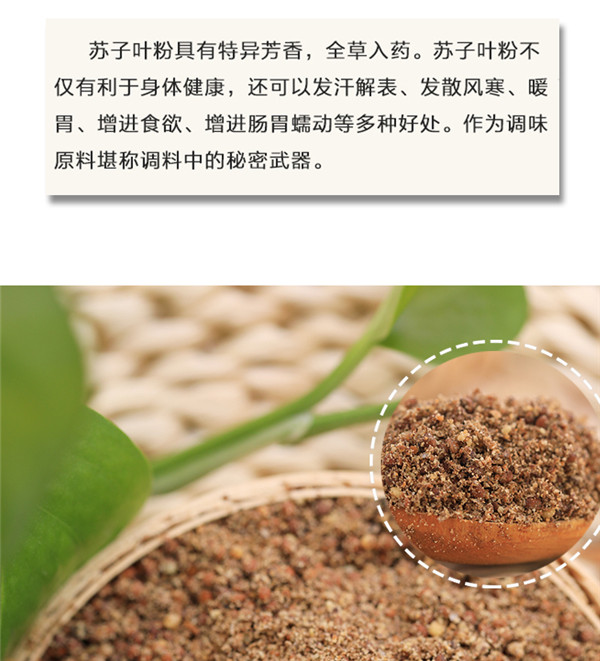 苏子叶粉具有特异芳香，全草入药。苏子叶粉不
仅有利于身体健康，还可以发汗解表、发散风寒、暖
胃、增进食欲、增进肠胃蠕动等多种好处。作为调味
原料堪称调料中的秘密武器。